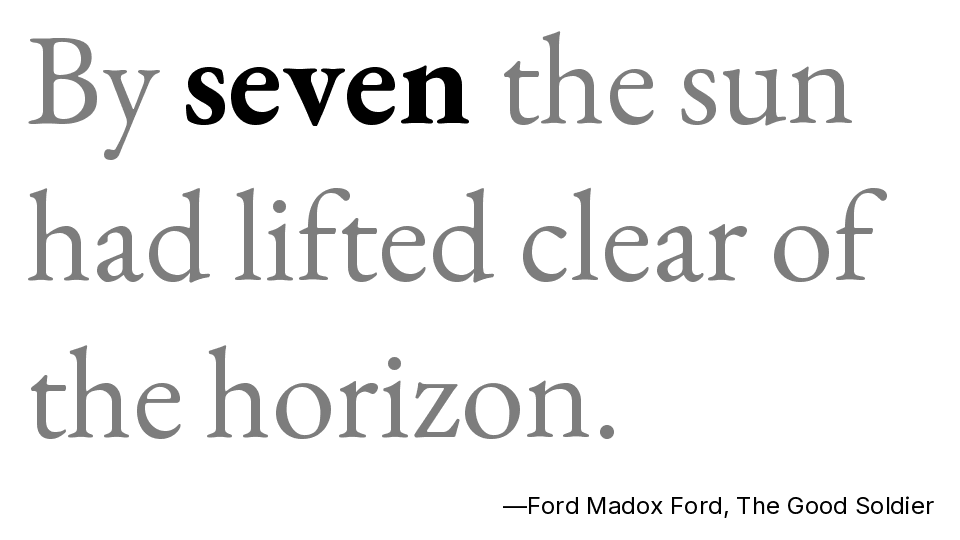 By seven the sun
had lifted clear of
the horizon.
—Ford Madox Ford, The Good Soldier